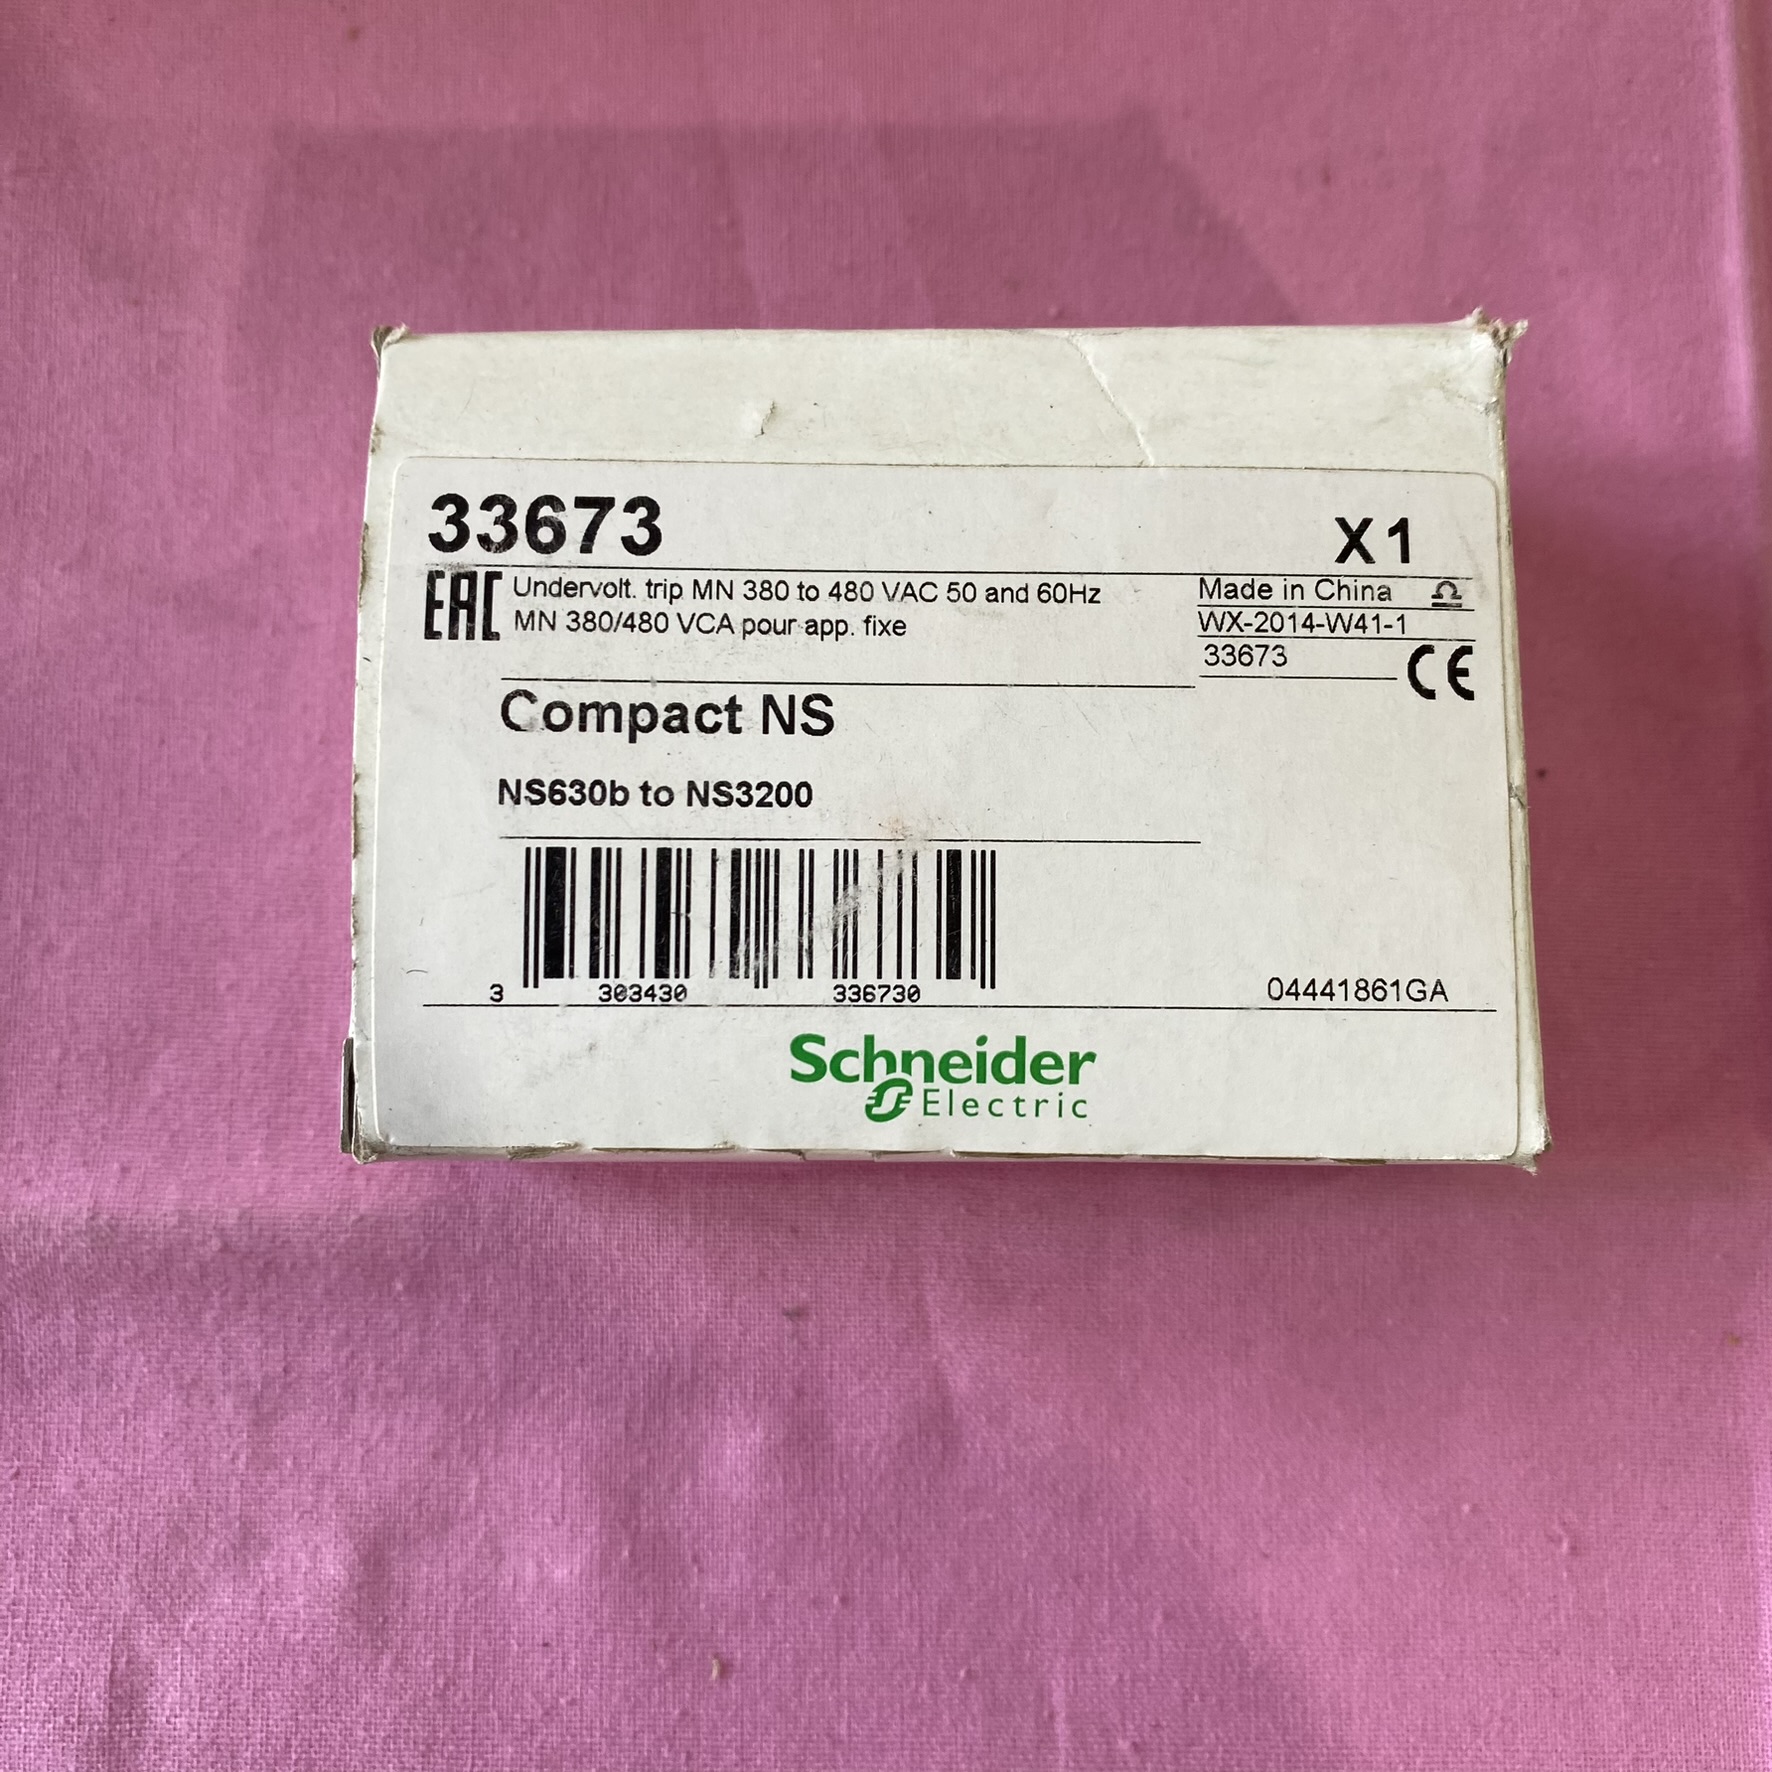 33673
X1
EAC
Undervolt. trip MN 380 to 480 VAC 50 and 60Hz
MN 380/480 VCA pour app. fixe
Made in China
WX-2014-W41-1
33673
CE
Compact NS
NS630b to NS3200
3 303430 336730
04441861GA
Schneider
Electric